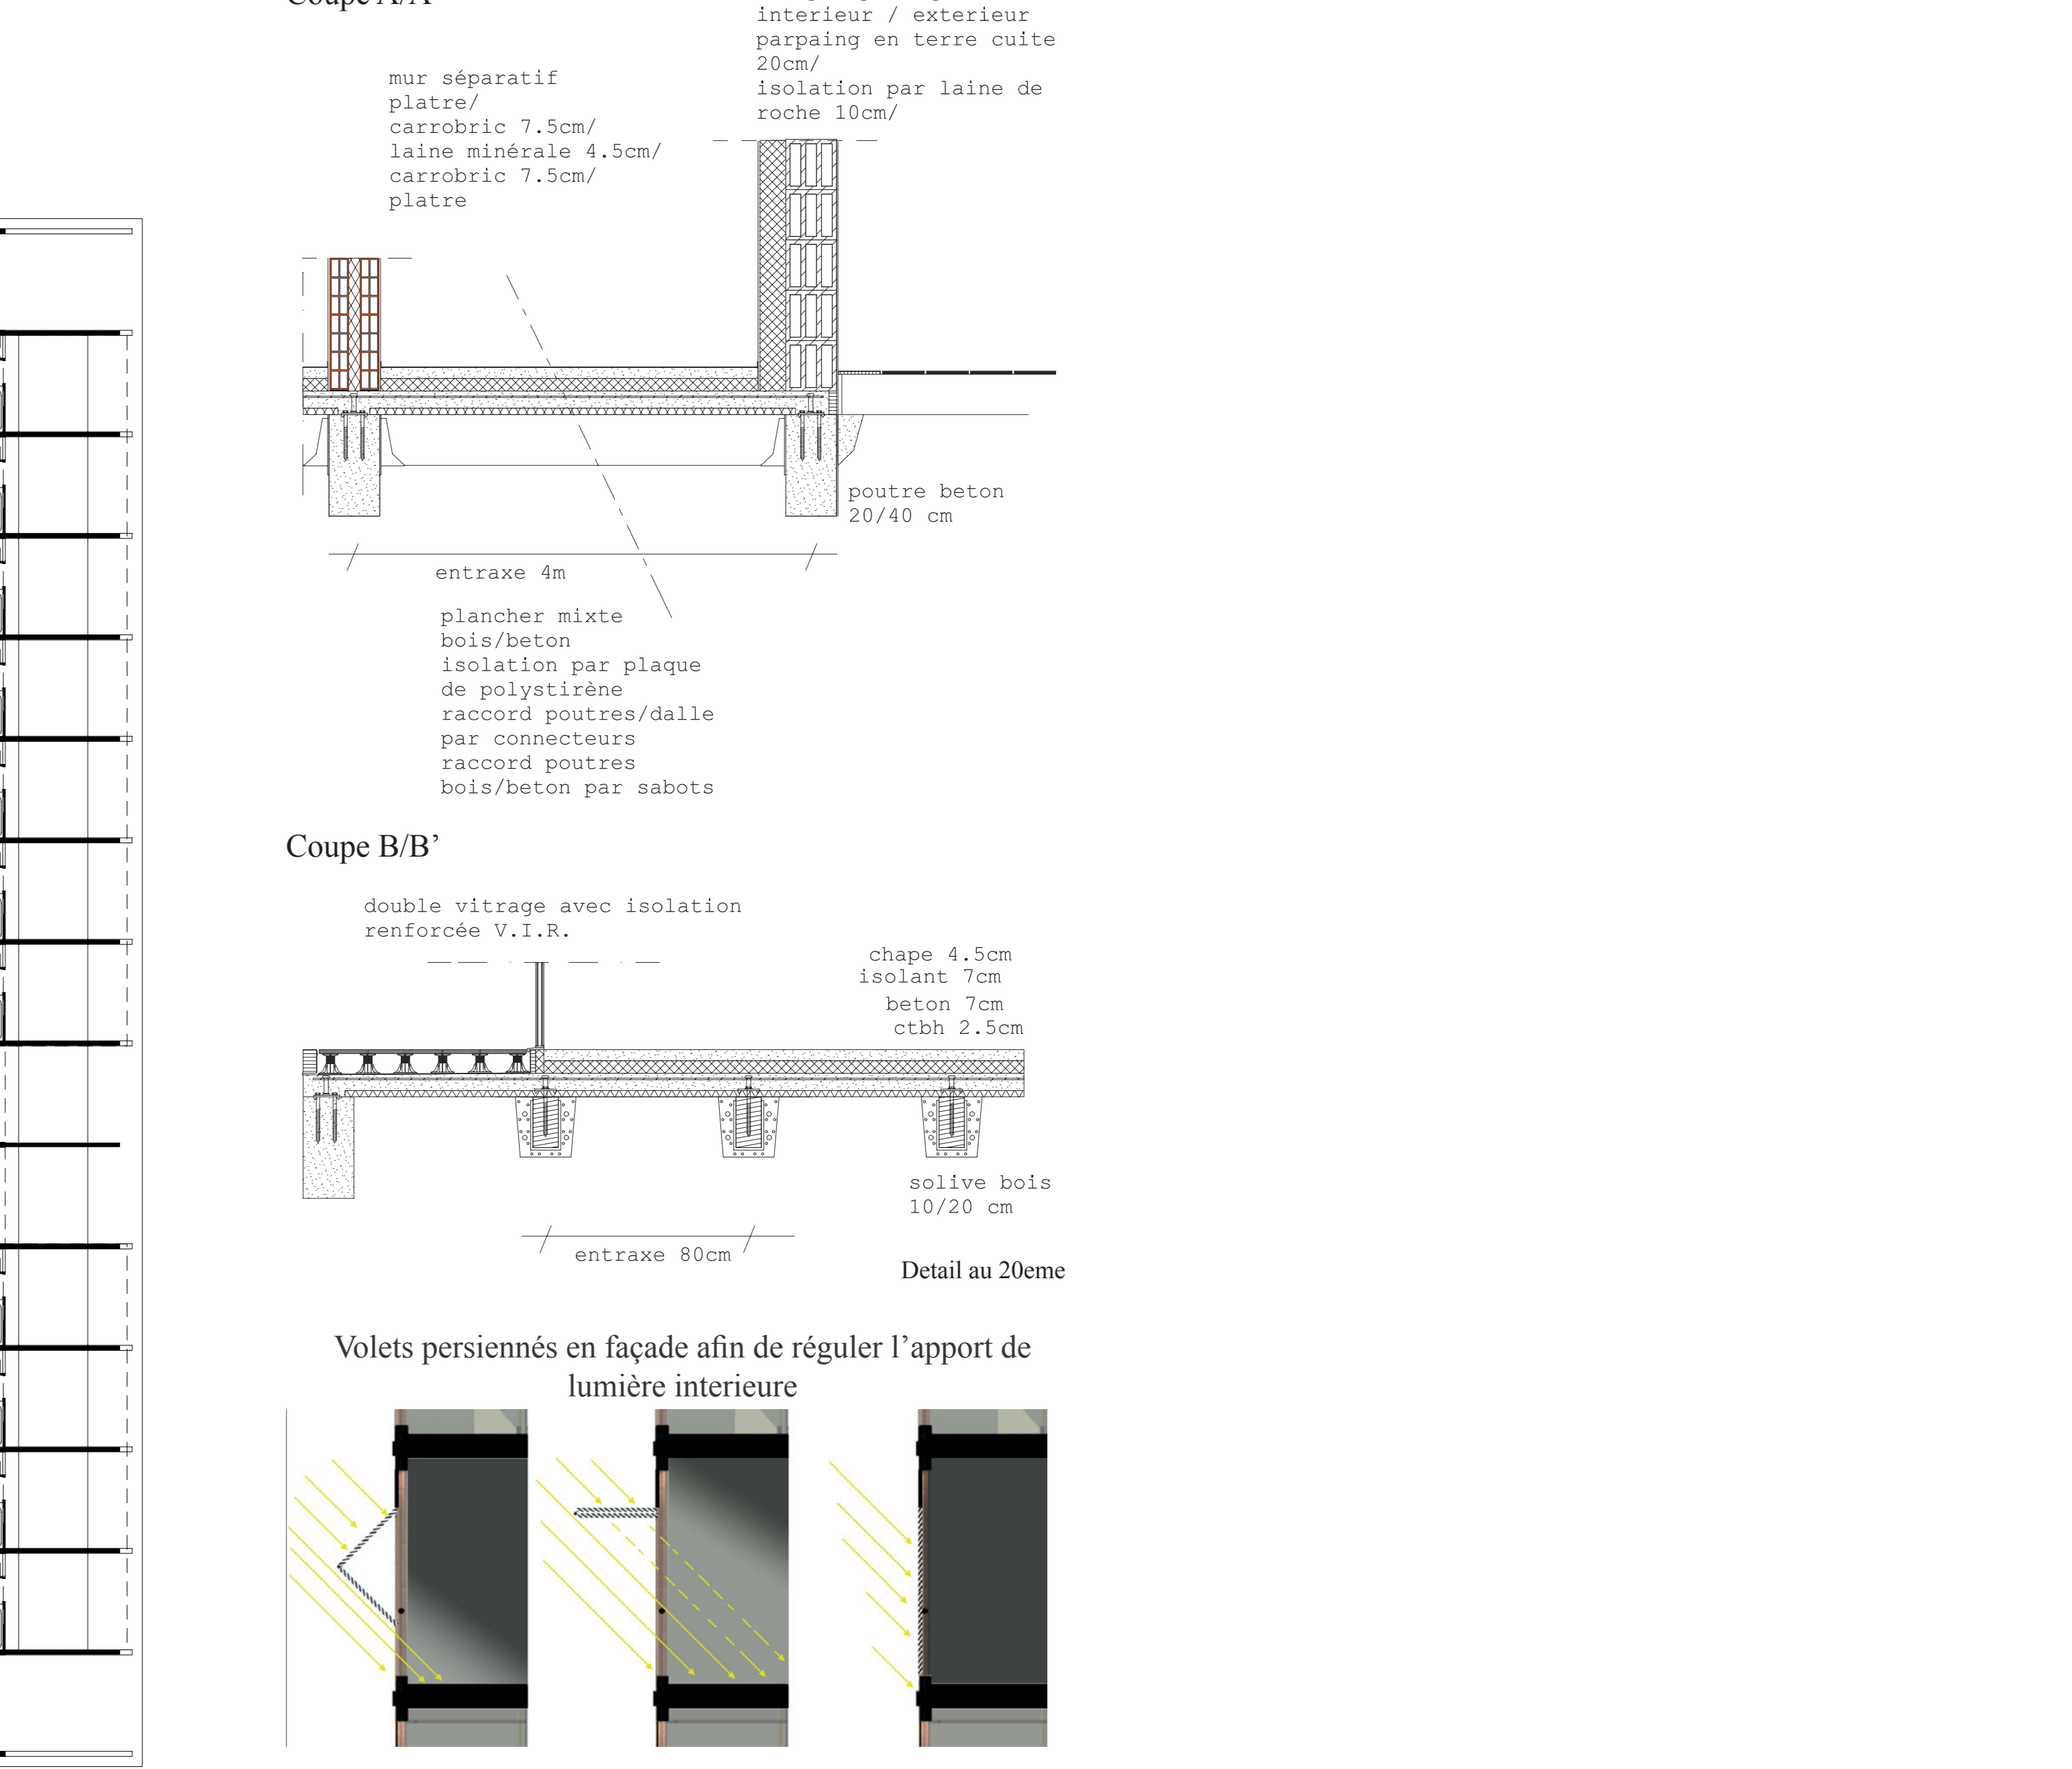 Coupe A/A
interieur / exterieur
parpaing en terre cuite
20cm/
isolation par laine de
roche 10cm/
mur séparatif
platre/
carrobric 7.5cm/
laine minérale 4.5cm/
carrobric 7.5cm/
platre
poutre beton
20/40 cm
entraxe 4m
plancher mixte
bois/beton
isolation par plaque
de polystirène
raccord poutres/dalle
par connecteurs
raccord poutres
bois/beton par sabots
Coupe B/B’
double vitrage avec isolation
renforcée V.I.R.
chape 4.5cm
isolant 7cm
beton 7cm
ctbh 2.5cm
solive bois
10/20 cm
entraxe 80cm
Detail au 20eme
Volets persiennés en façade afin de réguler l’apport de
lumière interieure